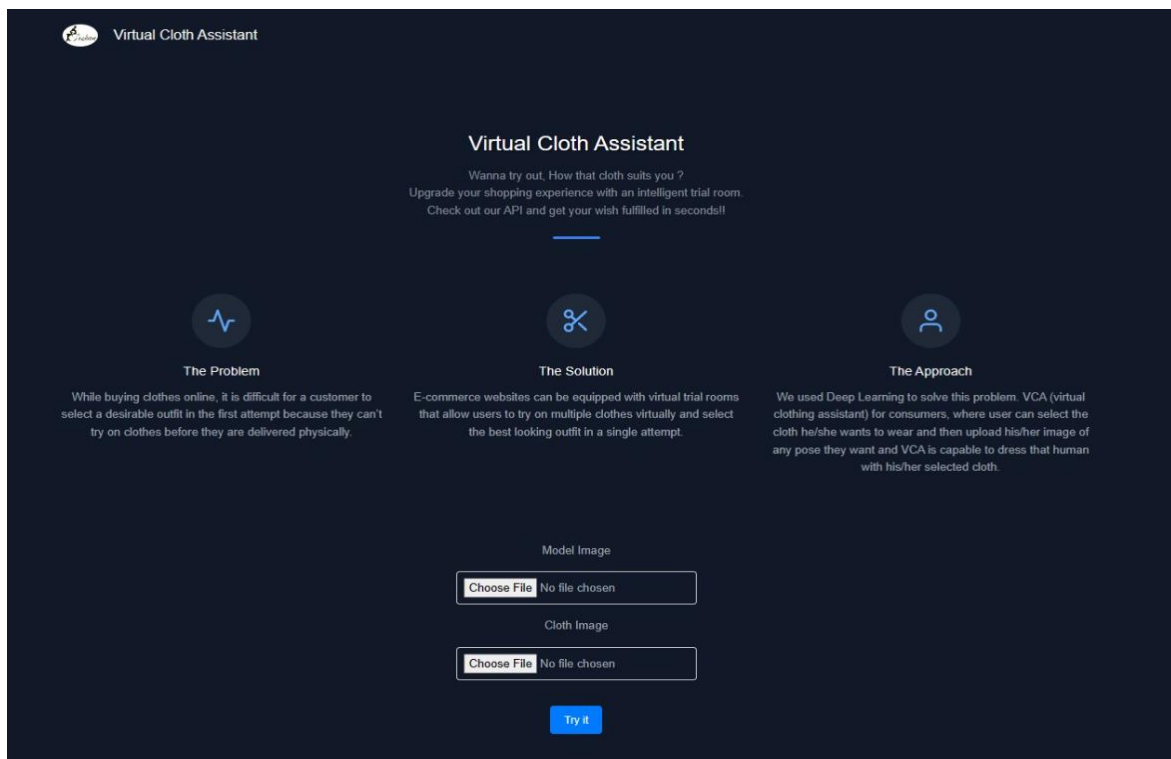 Virtual Cloth Assistant
Virtual Cloth Assistant
Wanna try out, How that cloth suits you ?
Upgrade your shopping experience with an intelligent trial room.
Check out our API and get your wish fulfilled in seconds!!
The Problem
While buying clothes online, it is difficult for a customer to
select a desirable outfit in the first attempt because they can't
try on clothes before they are delivered physically.
The Solution
E-commerce websites can be equipped with virtual trial rooms
that allow users to try on multiple clothes virtually and select
the best looking outfit in a single attempt.
The Approach
We used Deep Learning to solve this problem. VCA (virtual
clothing assistant) for consumers, where user can select the
cloth he/she wants to wear and then upload his/her image of
any pose they want and VCA is capable to dress that human
with his/her selected cloth.
Model Image
Choose File No file chosen
Cloth Image
Choose File No file chosen
Try it